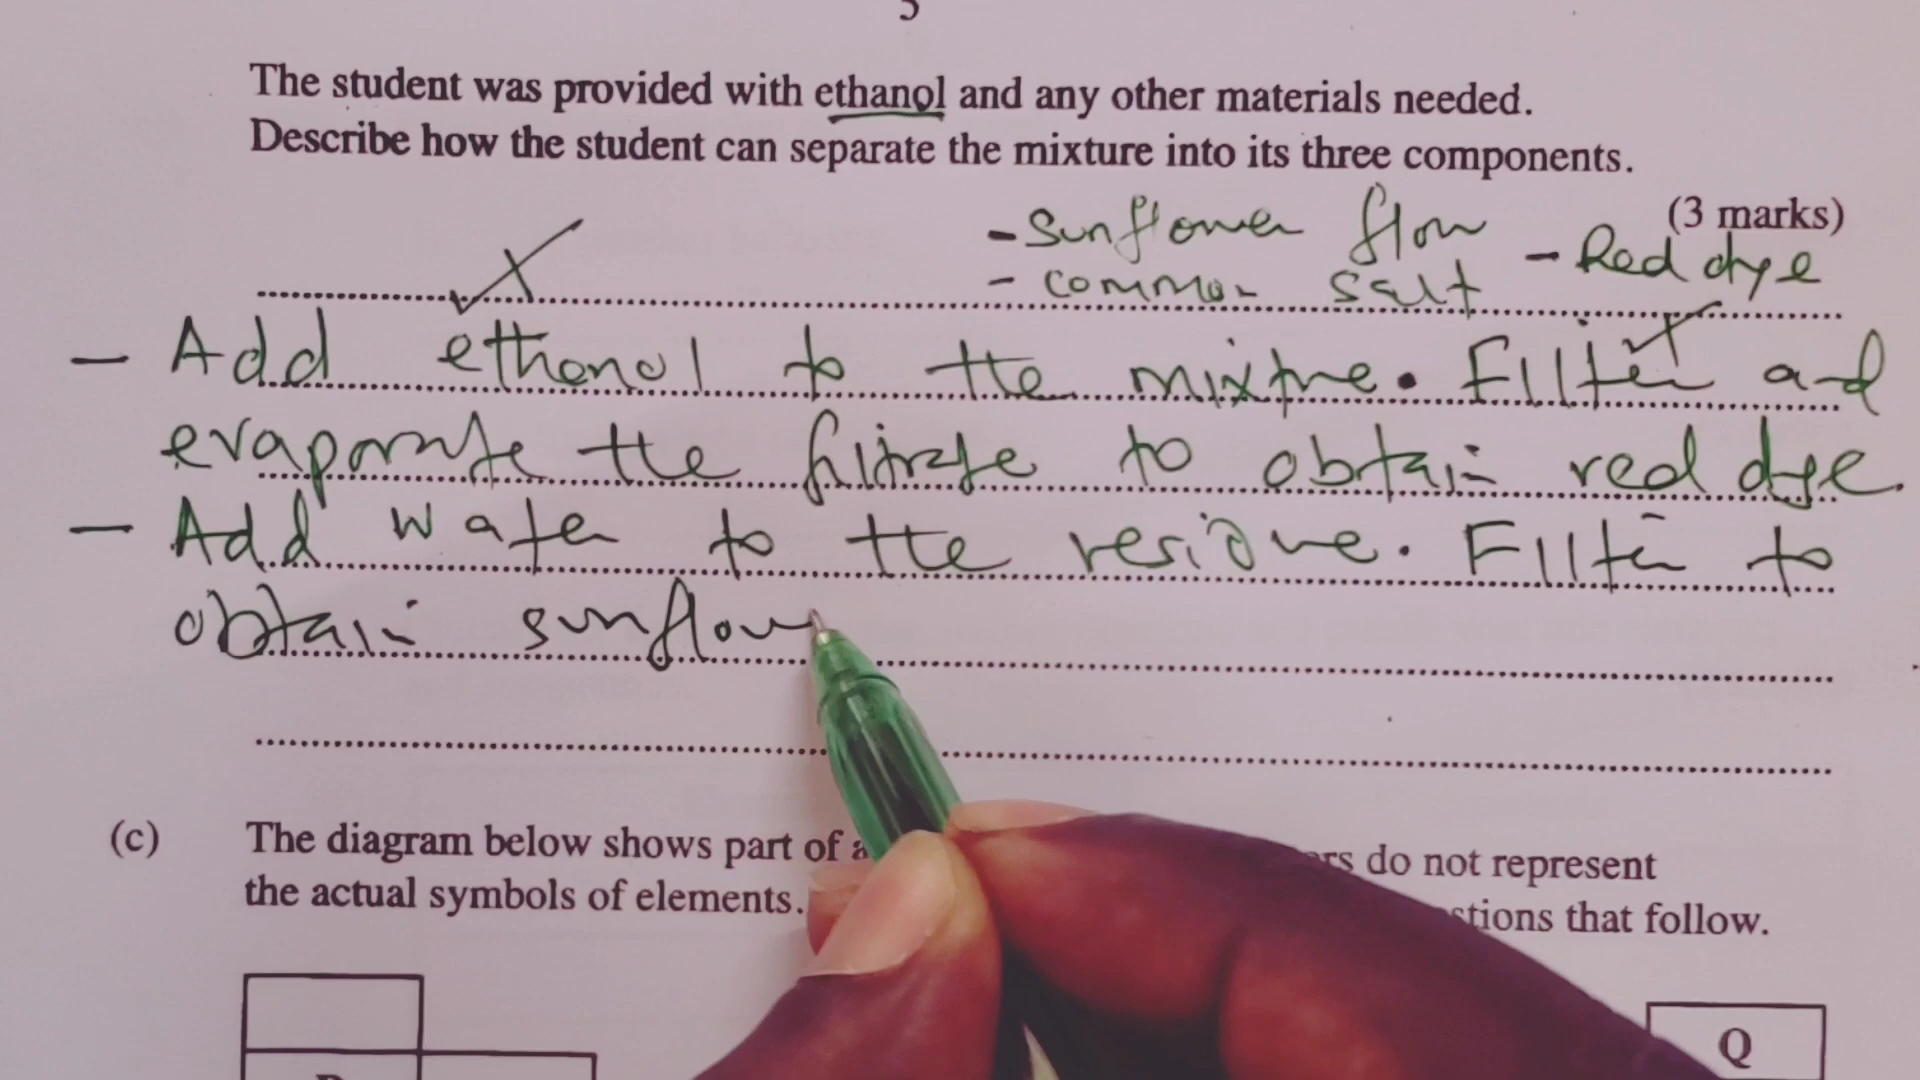 5
The student was provided with ethanol and any other materials needed.
Describe how the student can separate the mixture into its three components.
(3 marks)
- Sunflower flour
- Red dye
- common salt
- Add ethanol to the mixture. Filter and
evaporate the filtrate to obtain red dye.
- Add water to the residue. Filter to
obtain sunflow
(c) The diagram below shows part of a do not represent
the actual symbols of elements. that follow.
Q